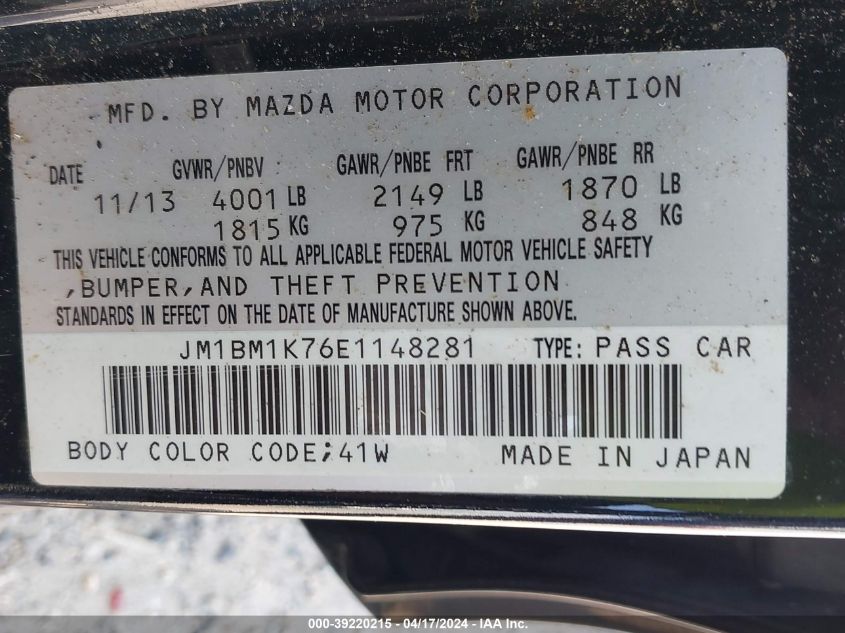 MFD. BY MAZDA MOTOR CORPORATION
DATE GVWR/PNBV : GAWR/PNBE FRT GAWR/PNBE RR
11/13 4001 LB 2149 LB 1870 LB
1815 KG 975 KG 848 KG
THIS VEHICLE CONFORMS TO ALL APPLICABLE FEDERAL MOTOR VEHICLE SAFETY
,BUMPER,AND THEFT PREVENTION
STANDARDS IN EFFECT ON THE DATE OF MANUFACTURE SHOWN ABOVE.
JM1BM1K76E1148281 TYPE: PASS CAR
BODY COLOR CODE;41W MADE IN JAPAN
000-39220215 - 04/17/2024 - IAA Inc.